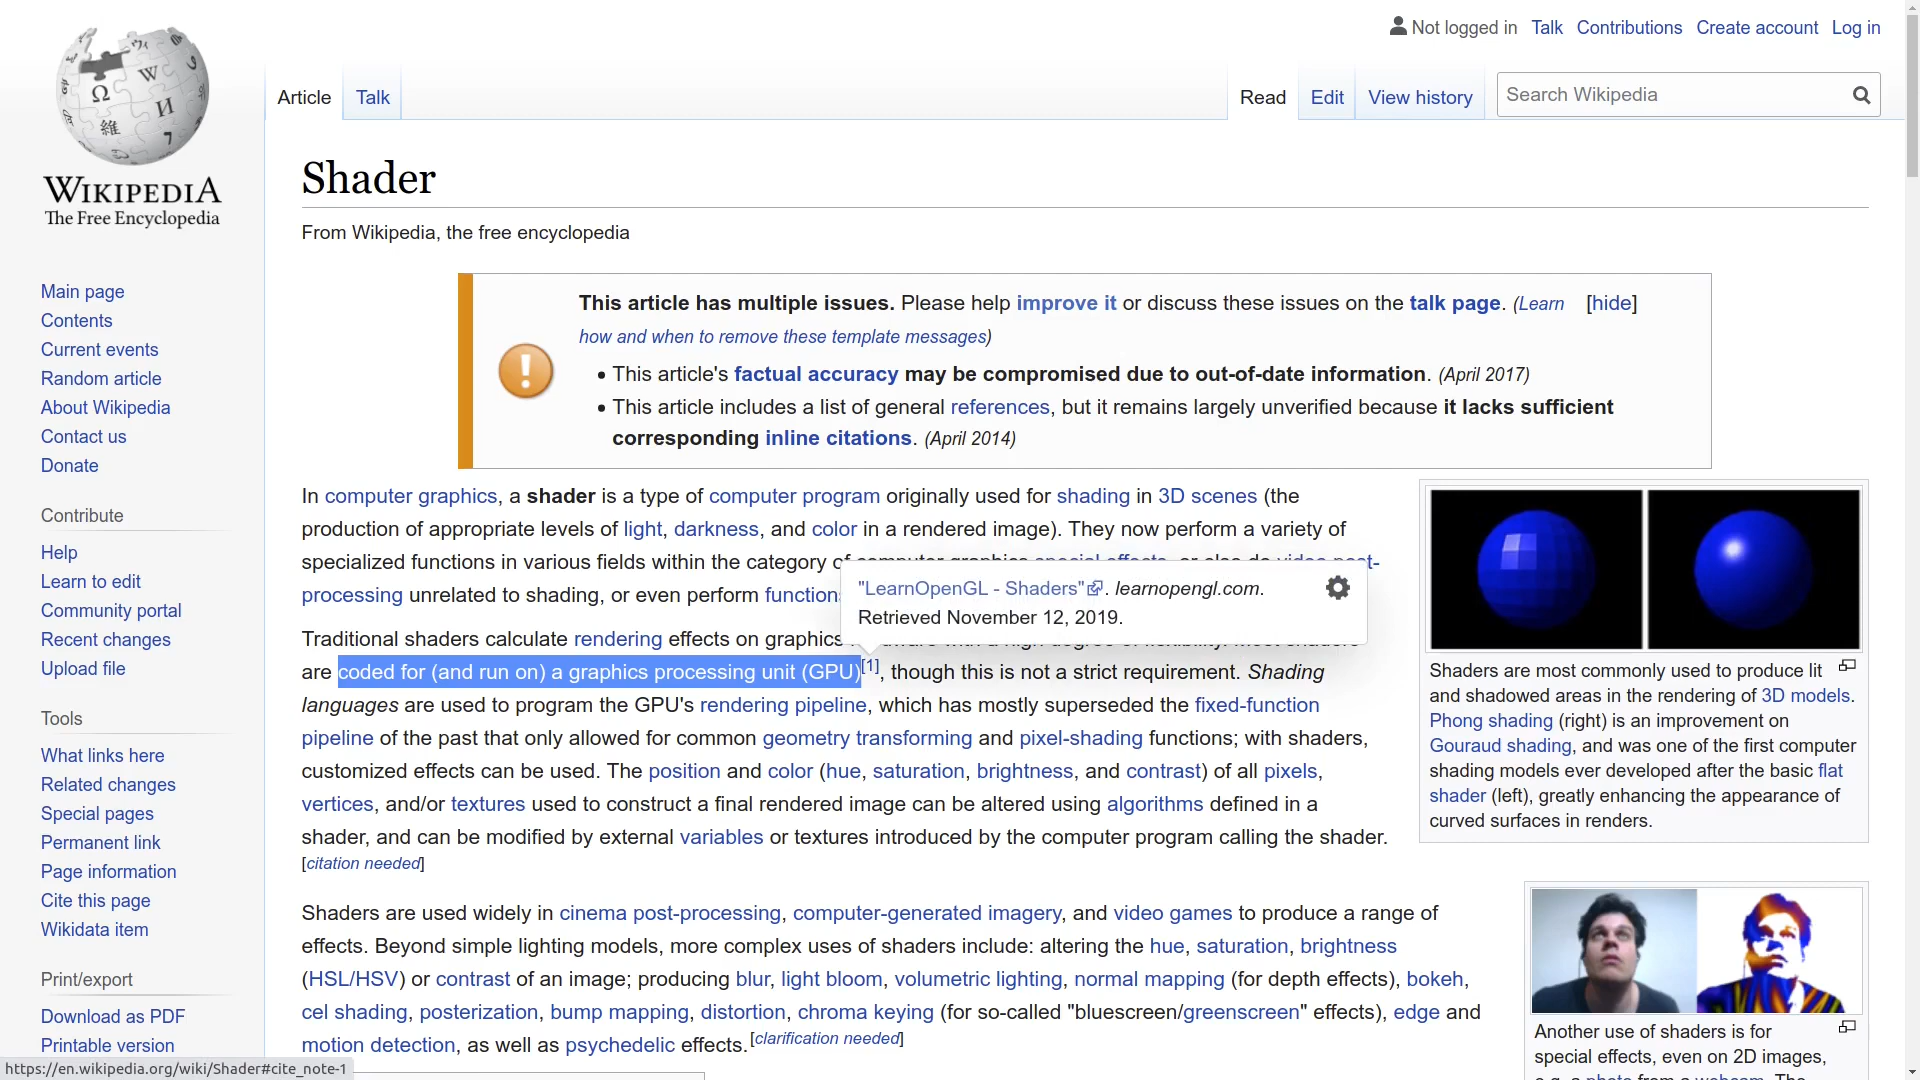 Not logged in Talk Contributions Create account Log in
Article Talk
Read Edit View history Search Wikipedia
WIKIPEDIA
The Free Encyclopedia
Main page
Contents
Current events
Random article
About Wikipedia
Contact us
Donate
Contribute
Help
Learn to edit
Community portal
Recent changes
Upload file
Tools
What links here
Related changes
Special pages
Permanent link
Page information
Cite this page
Wikidata item
Print/export
Download as PDF
Printable version
Shader
From Wikipedia, the free encyclopedia
This article has multiple issues. Please help improve it or discuss these issues on the talk page. (Learn [hide]
how and when to remove these template messages)
• This article's factual accuracy may be compromised due to out-of-date information. (April 2017)
• This article includes a list of general references, but it remains largely unverified because it lacks sufficient
corresponding inline citations. (April 2014)
In computer graphics, a shader is a type of computer program originally used for shading in 3D scenes (the
production of appropriate levels of light, darkness, and color in a rendered image). They now perform a variety of
specialized functions in various fields within the category of computer graphics special effects, or also do video post-
processing unrelated to shading, or even perform functions
"LearnOpenGL - Shaders". learnopengl.com.
Retrieved November 12, 2019.
Traditional shaders calculate rendering effects on graphics hardware with a high degree of flexibility. Most shaders
are coded for (and run on) a graphics processing unit (GPU)[1], though this is not a strict requirement. Shading
languages are used to program the GPU's rendering pipeline, which has mostly superseded the fixed-function
pipeline of the past that only allowed for common geometry transforming and pixel-shading functions; with shaders,
customized effects can be used. The position and color (hue, saturation, brightness, and contrast) of all pixels,
vertices, and/or textures used to construct a final rendered image can be altered using algorithms defined in a
shader, and can be modified by external variables or textures introduced by the computer program calling the shader.
[citation needed]
Shaders are used widely in cinema post-processing, computer-generated imagery, and video games to produce a range of
effects. Beyond simple lighting models, more complex uses of shaders include: altering the hue, saturation, brightness
(HSL/HSV) or contrast of an image; producing blur, light bloom, volumetric lighting, normal mapping (for depth effects), bokeh,
cel shading, posterization, bump mapping, distortion, chroma keying (for so-called "bluescreen/greenscreen" effects), edge and
motion detection, as well as psychedelic effects.[clarification needed]
Shaders are most commonly used to produce lit
and shadowed areas in the rendering of 3D models.
Phong shading (right) is an improvement on
Gouraud shading, and was one of the first computer
shading models ever developed after the basic flat
shader (left), greatly enhancing the appearance of
curved surfaces in renders.
Another use of shaders is for
special effects, even on 2D images,
e.g. a photo from a webcam. The
https://en.wikipedia.org/wiki/Shader#cite_note-1